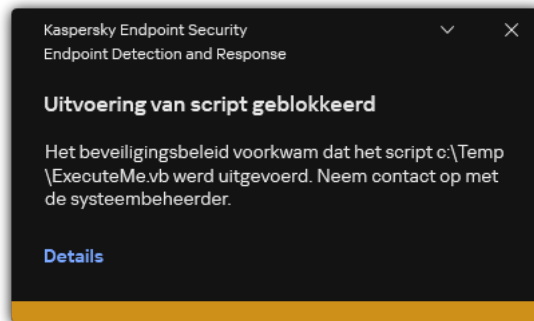 Kaspersky Endpoint Security
Endpoint Detection and Response
Uitvoering van script geblokkeerd
Het beveiligingsbeleid voorkwam dat het script c:\Temp
\ExecuteMe.vb werd uitgevoerd. Neem contact op met
de systeembeheerder.
Details